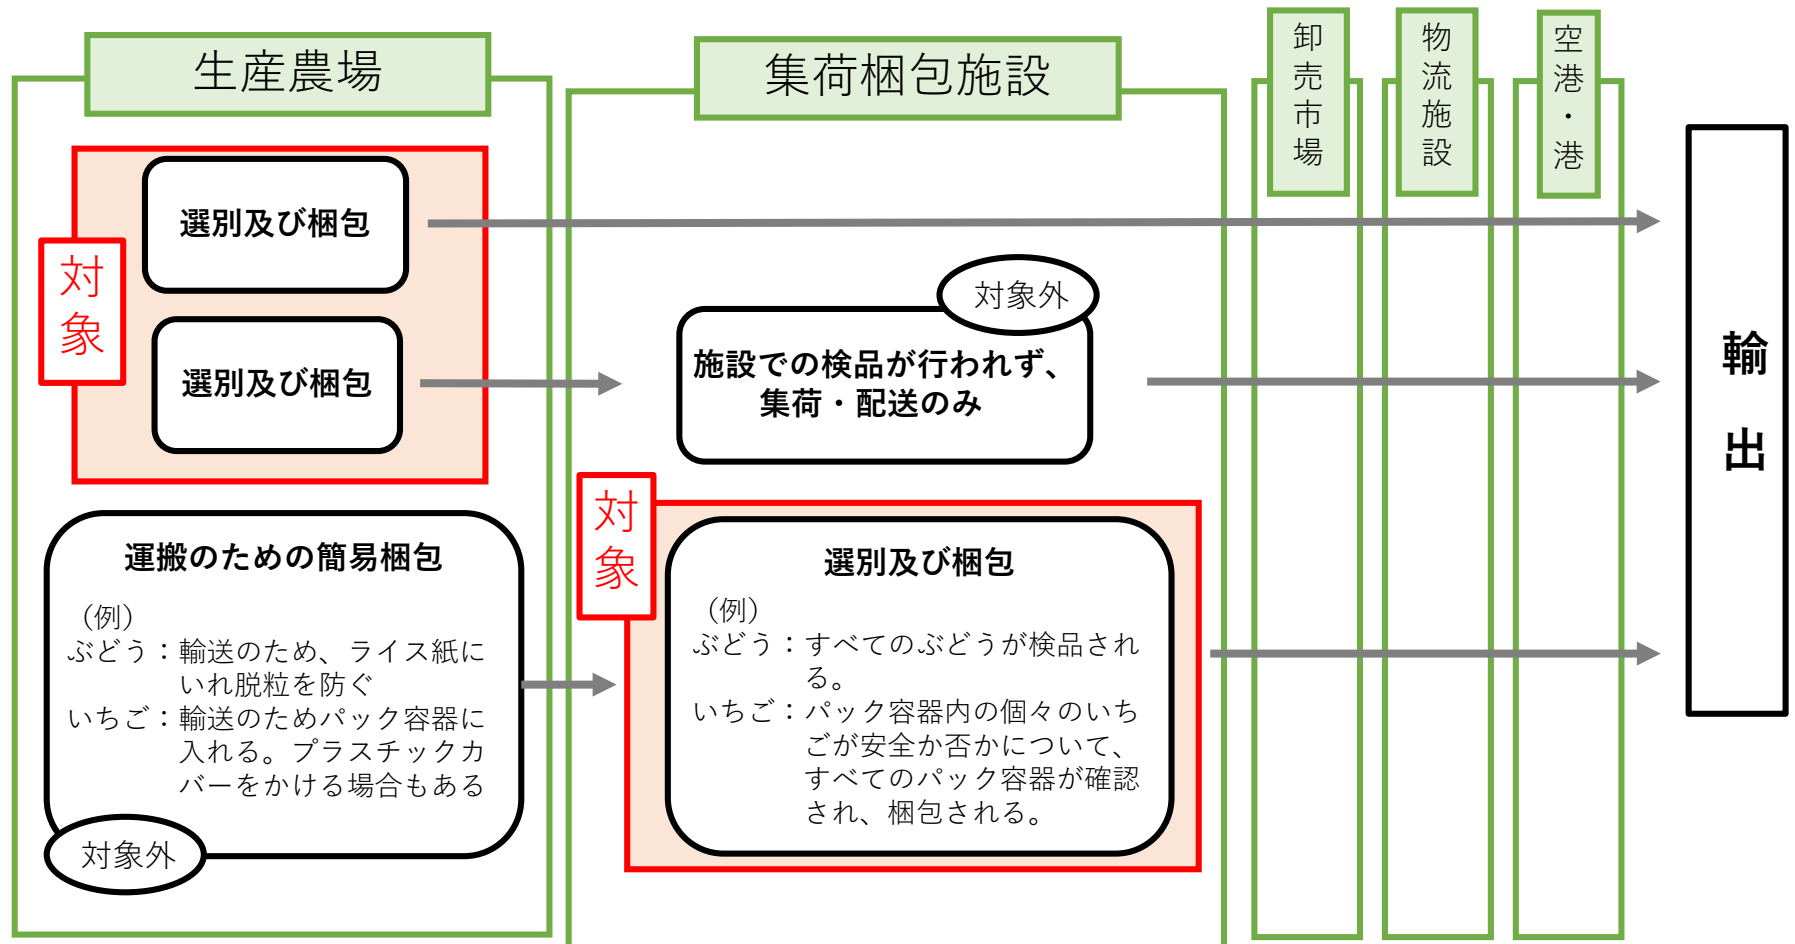 生産農場
集荷梱包施設
卸売市場
物流施設
空港・港
対象
選別及び梱包
選別及び梱包
対象外
施設での検品が行われず、
集荷・配送のみ
輸出
運搬のための簡易梱包
（例）
ぶどう：輸送のため、ライス紙に
いれ脱粒を防ぐ
いちご：輸送のためパック容器に
入れる。プラスチックカ
バーをかける場合もある
対象外
対象
選別及び梱包
（例）
ぶどう：すべてのぶどうが検品され
る。
いちご：パック容器内の個々のいち
ごが安全か否かについて、
すべてのパック容器が確認
され、梱包される。